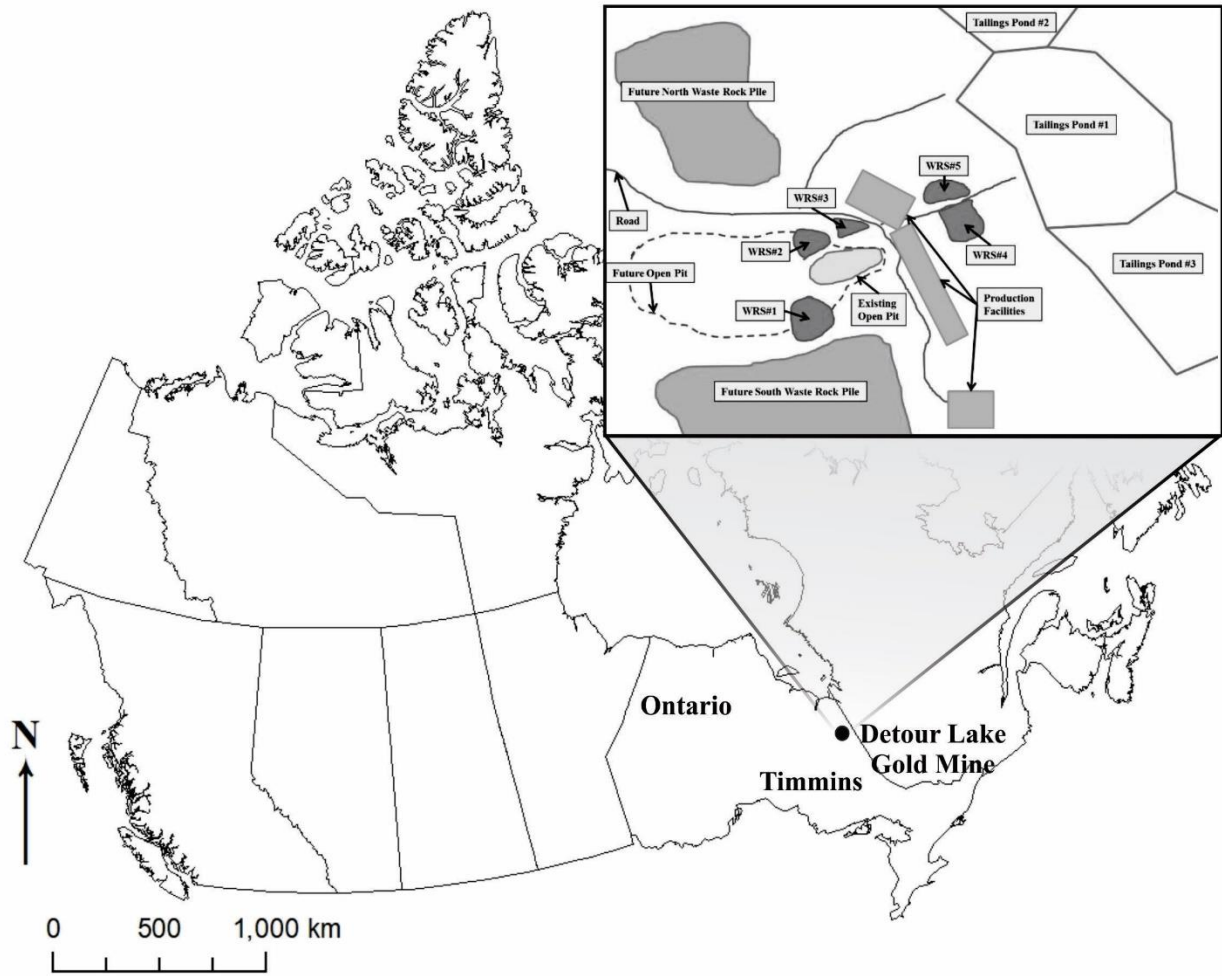 Tailings Pond #2
Future North Waste Rock Pile
Tailings Pond #1
WRS#5
WRS#3
Road
WRS#2
WRS#4
Future Open Pit
Tailings Pond #3
Existing
Open Pit
Production
Facilities
WRS#1
Future South Waste Rock Pile
Ontario
N
Detour Lake
Gold Mine
Timmins
0 500 1,000 km